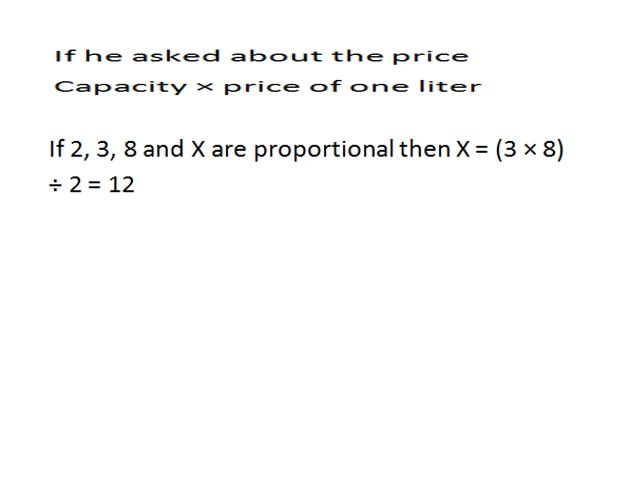 If he asked about the price
Capacity × price of one liter
If 2, 3, 8 and X are proportional then X = (3 × 8)
÷ 2 = 12